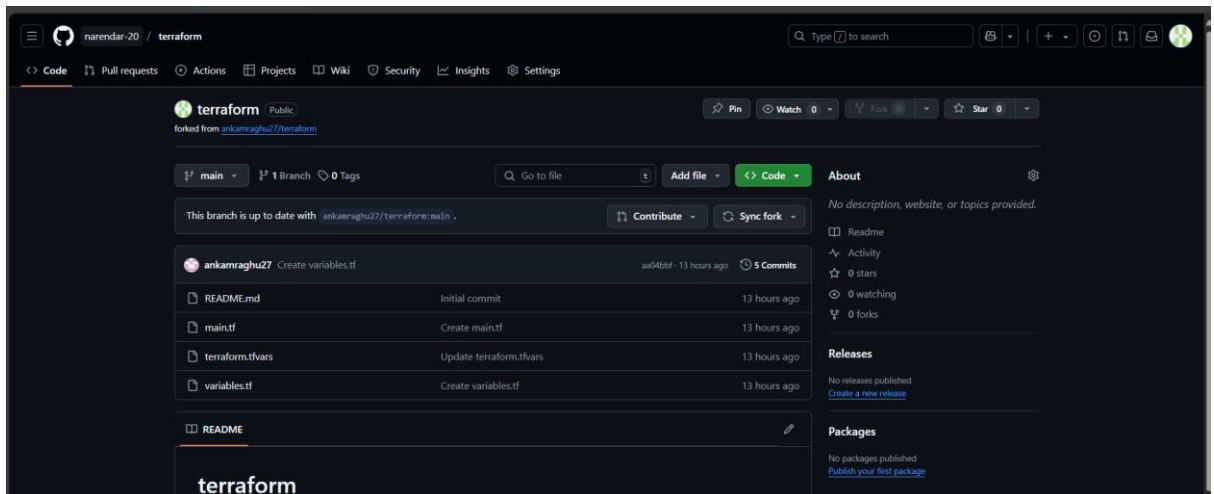 narendar-20 / terraform
Type / to search
<> Code Pull requests Actions Projects Wiki Security Insights Settings
terraform Public
Pin Watch 0 Fork 0 Star 0
forked from ankamraghu27/terraform
main 1 Branch 0 Tags Go to file t Add file <> Code
About
This branch is up to date with ankamraghu27/terraform:main . Contribute Sync fork
No description, website, or topics provided.
Readme
Activity
ankamraghu27 Create variables.tf aa04bbf · 13 hours ago 5 Commits
0 stars
README.md Initial commit 13 hours ago
0 watching
0 forks
main.tf Create main.tf 13 hours ago
terraform.tfvars Update terraform.tfvars 13 hours ago
Releases
variables.tf Create variables.tf 13 hours ago
No releases published
Create a new release
README
Packages
No packages published
Publish your first package
terraform